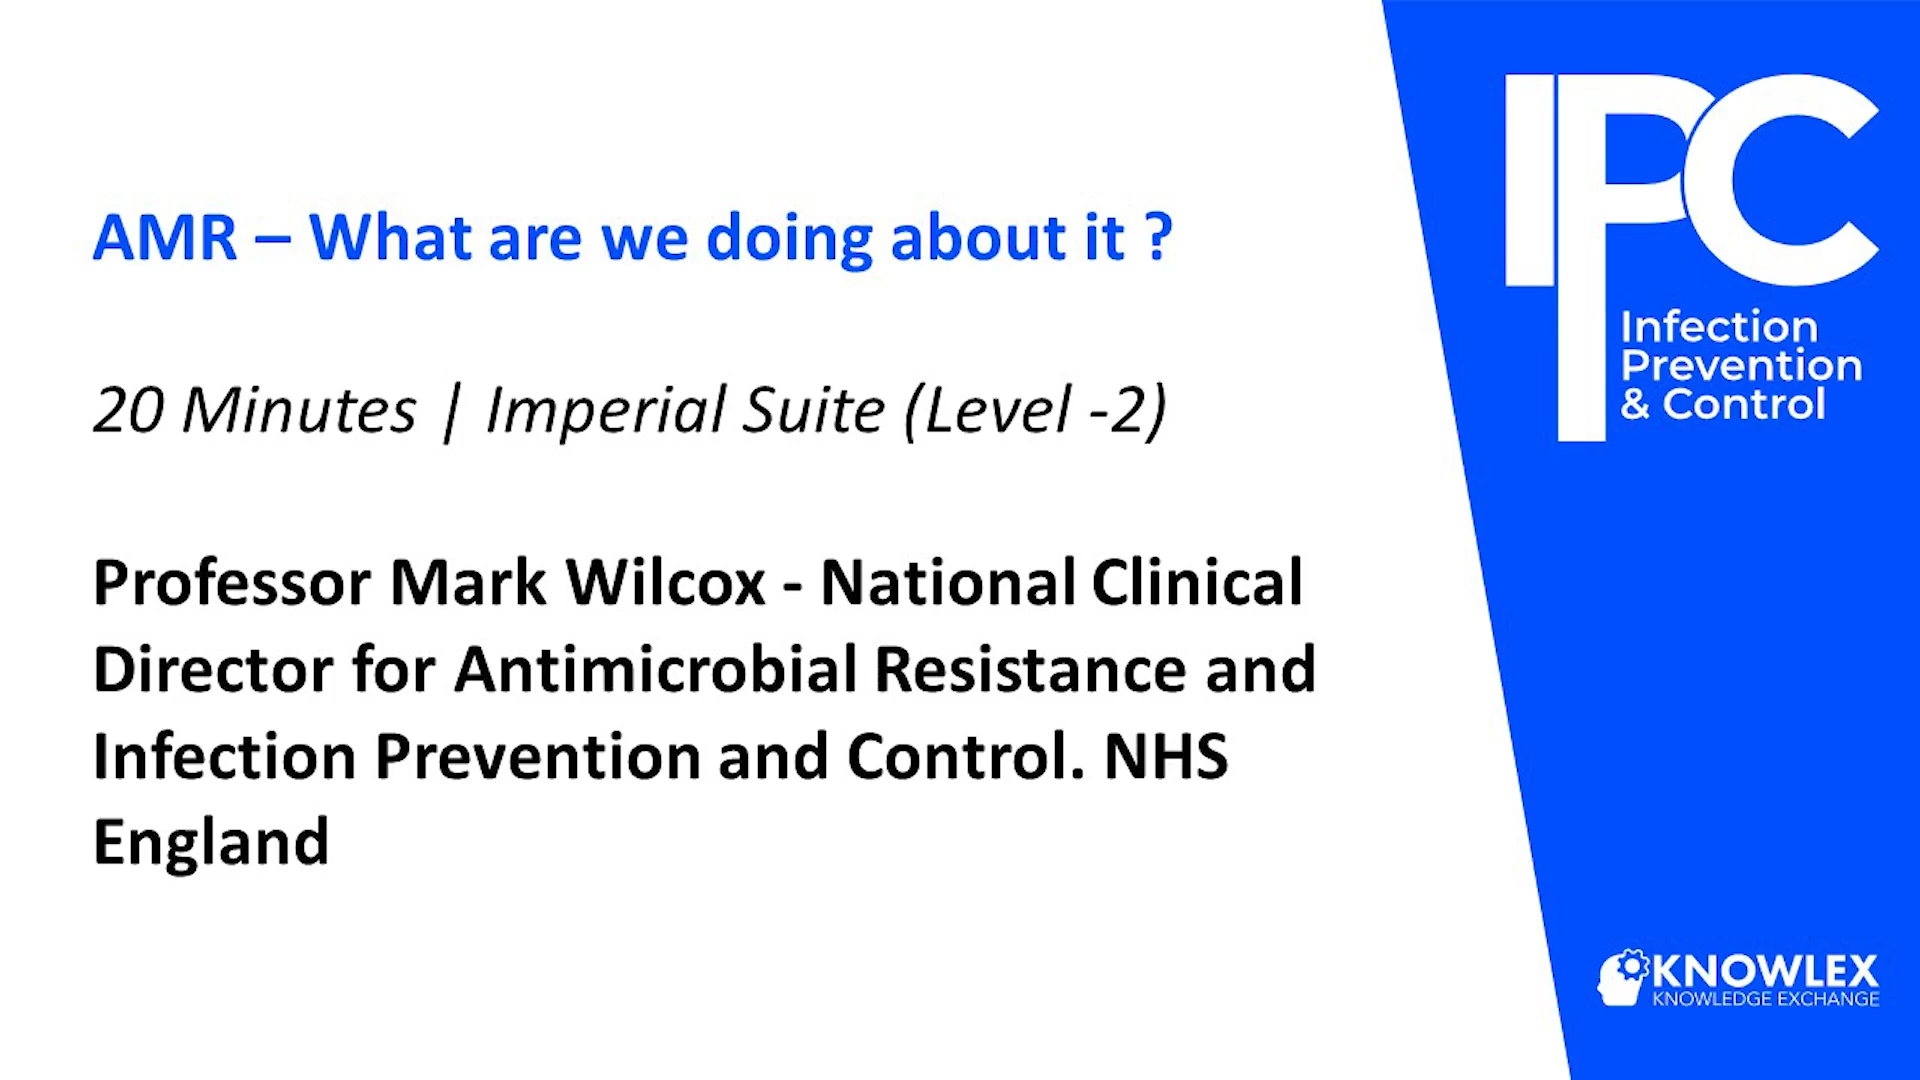 AMR – What are we doing about it ?
20 Minutes | Imperial Suite (Level -2)
Professor Mark Wilcox - National Clinical
Director for Antimicrobial Resistance and
Infection Prevention and Control. NHS
England
IPC
Infection
Prevention
& Control
KNOWLEX
KNOWLEDGE EXCHANGE